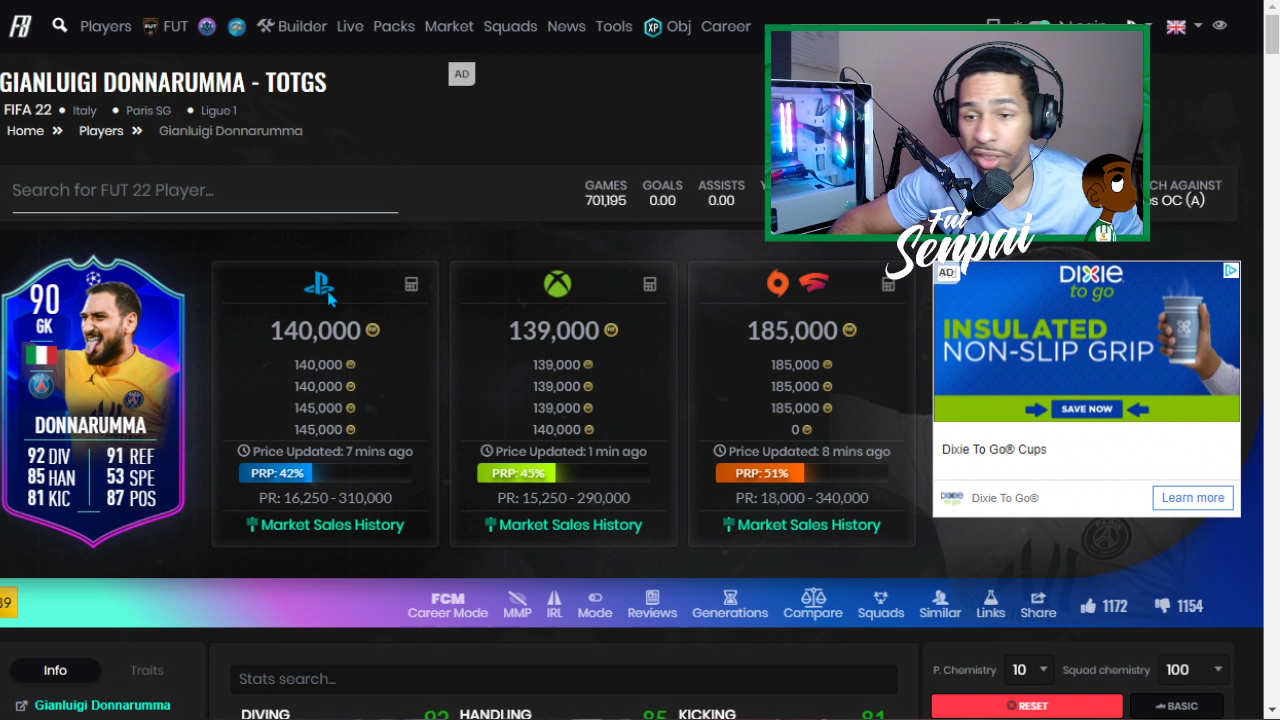 FB Players FUT Builder Live Packs Market Squads News Tools XP Obj Career
GIANLUIGI DONNARUMMA - TOTGS
AD
FIFA 22 • Italy • Paris SG • Ligue 1
Home » Players » Gianluigi Donnarumma
Search for FUT 22 Player...
GAMES GOALS ASSISTS CH AGAINST
701,195 0.00 0.00 OC (A)
Fut
Senpai
90
GK
DONNARUMMA
92 DIV 91 REF
85 HAN 53 SPE
81 KIC 87 POS
140,000
140,000
140,000
145,000
145,000
Price Updated: 7 mins ago
PRP: 42%
PR: 16,250 - 310,000
Market Sales History
139,000
139,000
139,000
139,000
140,000
Price Updated: 1 min ago
PRP: 45%
PR: 15,250 - 290,000
Market Sales History
185,000
185,000
185,000
185,000
0
Price Updated: 8 mins ago
PRP: 51%
PR: 18,000 - 340,000
Market Sales History
AD
DIXIE
to go
INSULATED
NON-SLIP GRIP
SAVE NOW
Dixie To Go® Cups
Dixie To Go® Learn more
39
FCM
Career Mode MMP IRL Mode Reviews Generations Compare Squads Similar Links Share 1172 1154
Info Traits
Gianluigi Donnarumma
Stats search...
DIVING 92 HANDLING 85 KICKING 81
P. Chemistry 10 Squad chemistry 100
RESET BASIC